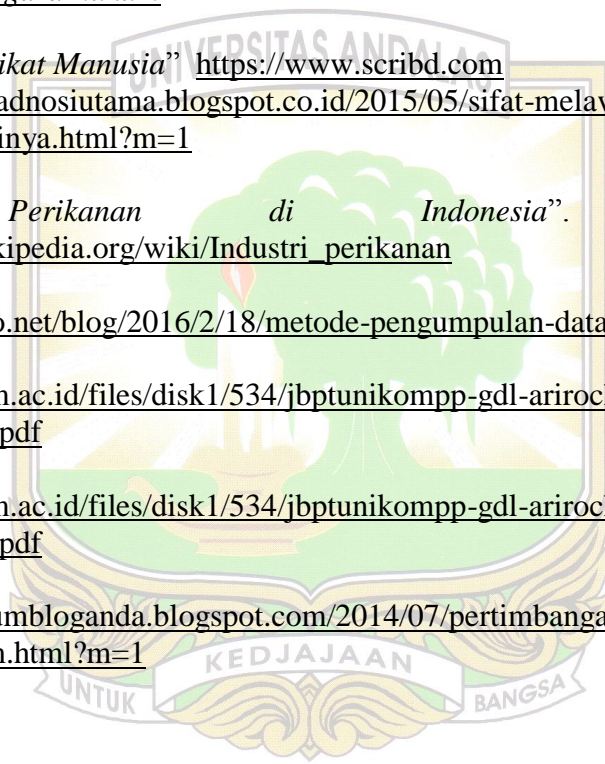 UNIVERSITAS ANDALAS
ikat Manusia” https://www.scribd.com
adnosiutama.blogspot.co.id/2015/05/sifat-melaw
inya.html?m=1
Perikanan di Indonesia”.
kipedia.org/wiki/Industri_perikanan
o.net/blog/2016/2/18/metode-pengumpulan-data
n.ac.id/files/disk1/534/jbptunikompp-gdl-ariroc
pdf
n.ac.id/files/disk1/534/jbptunikompp-gdl-ariroc
pdf
umbloganda.blogspot.com/2014/07/pertimbanga
n.html?m=1
UNTUK KEDJAJAAN BANGSA